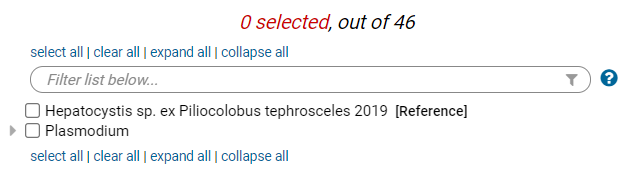 0 selected, out of 46
select all | clear all | expand all | collapse all
Filter list below...
?
Hepatocystis sp. ex Piliocolobus tephrosceles 2019 [Reference]
Plasmodium
select all | clear all | expand all | collapse all